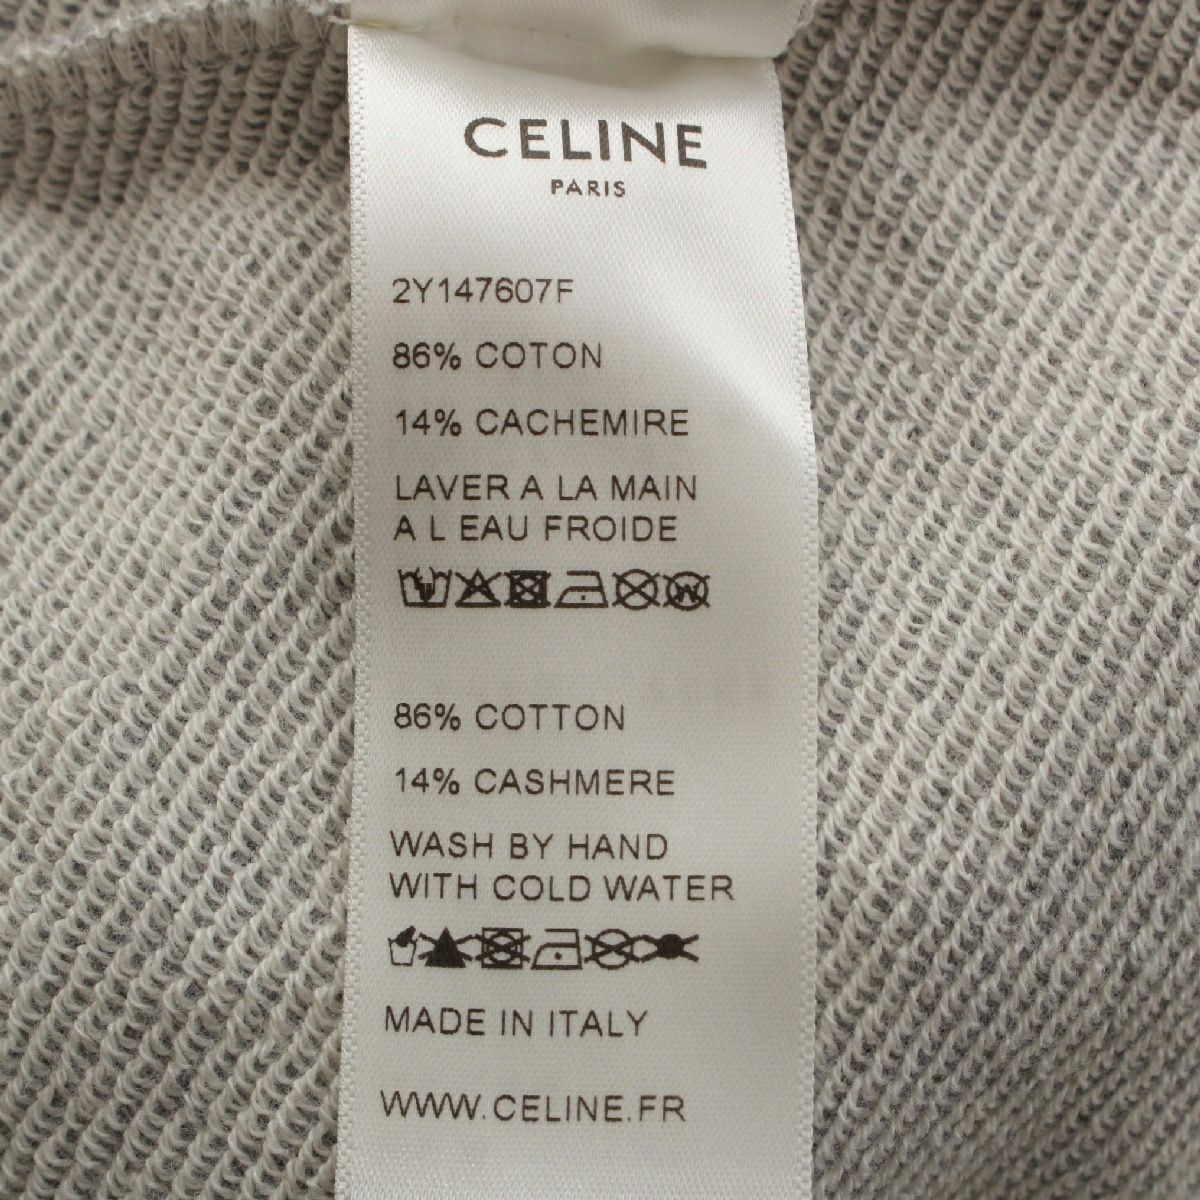 CELINE
PARIS
2Y147607F
86% COTON
14% CACHEMIRE
LAVER A LA MAIN
A L EAU FROIDE
86% COTTON
14% CASHMERE
WASH BY HAND
WITH COLD WATER
MADE IN ITALY
WWW.CELINE.FR